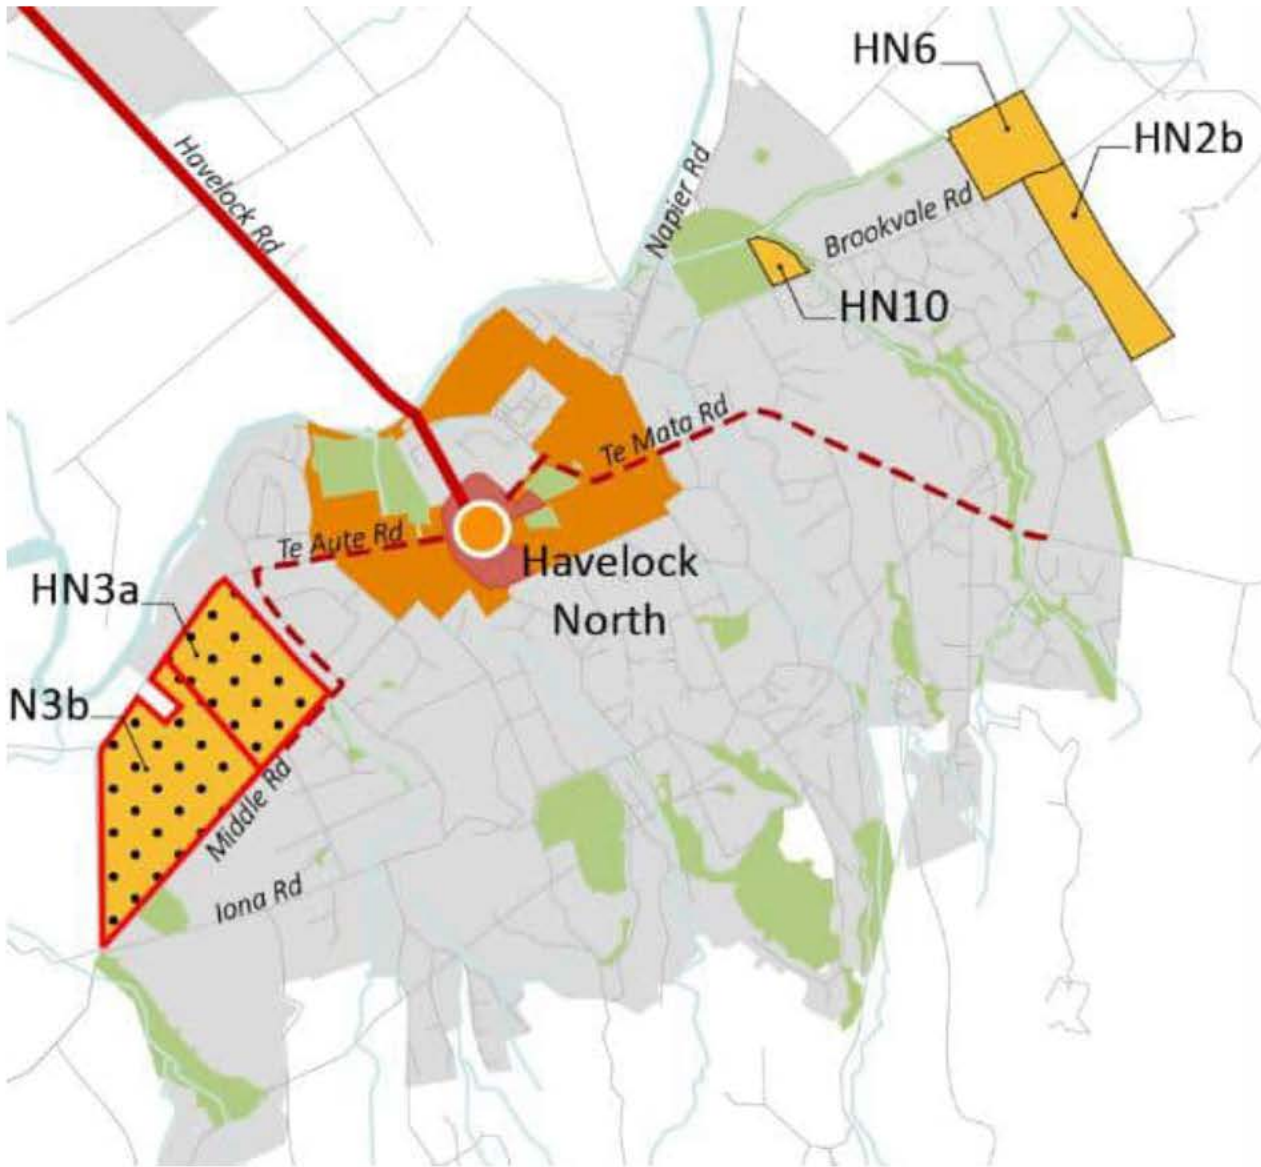 HN6
HN2b
Havelock Rd
Napier Rd
Brookvale Rd
HN10
Te Mata Rd
Te Aute Rd
Havelock
North
HN3a
N3b
Middle Rd
Iona Rd